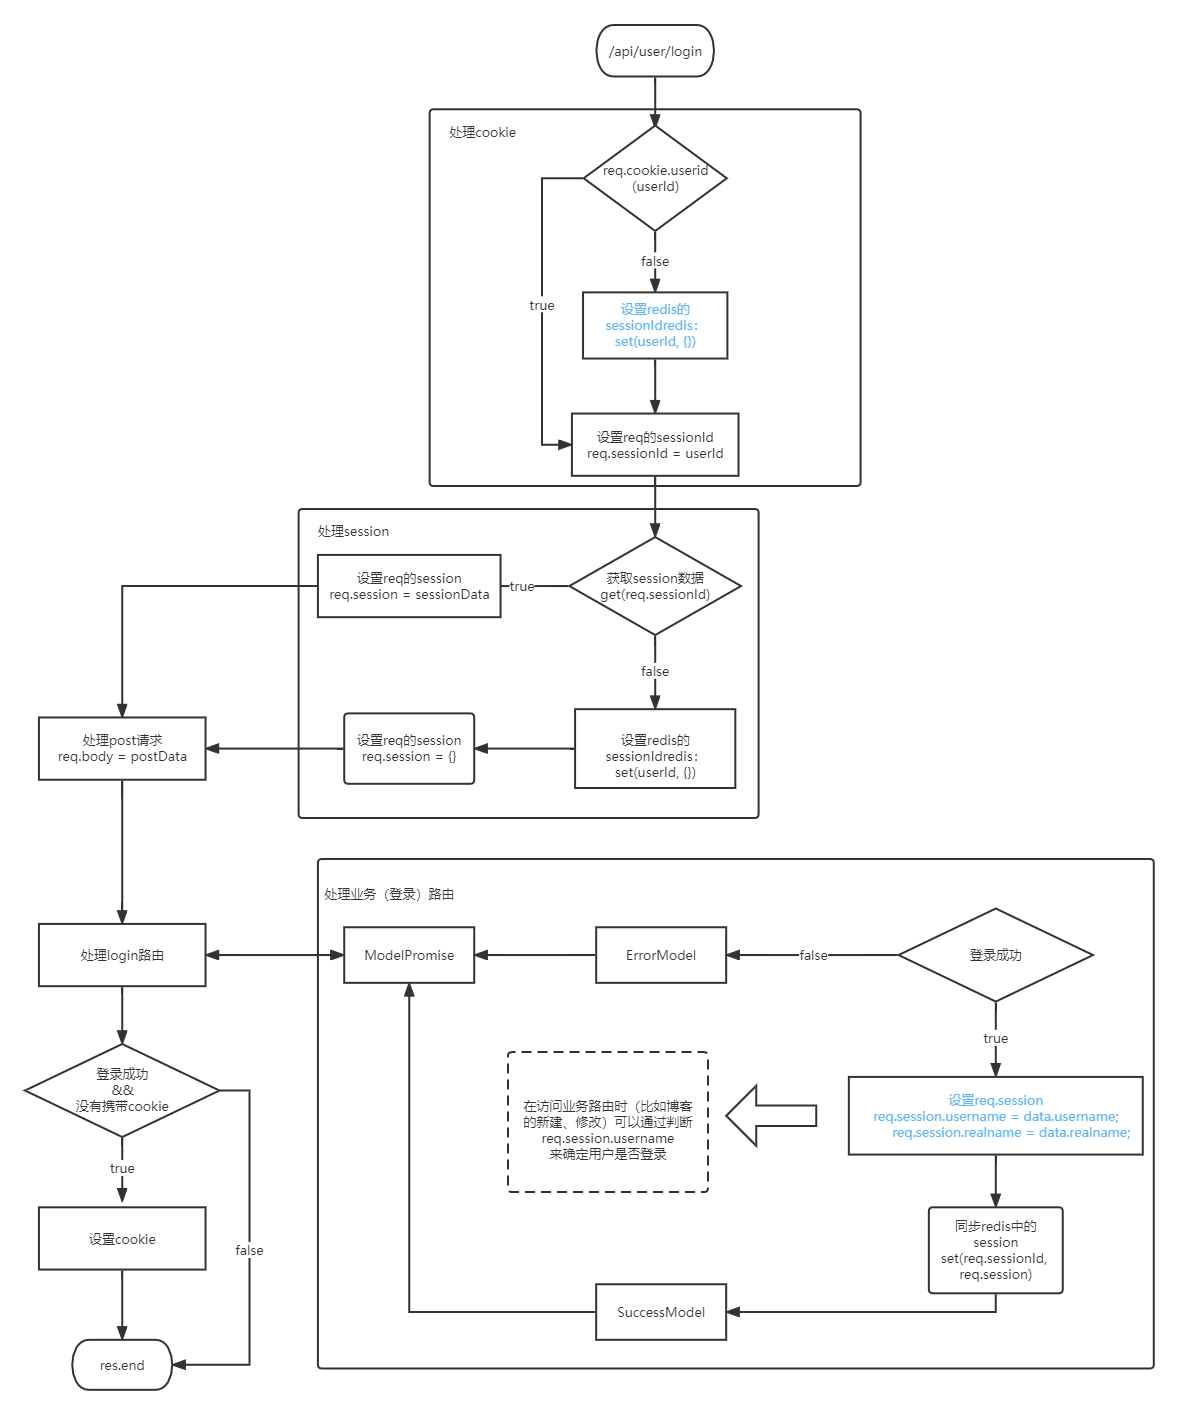 /api/user/login
处理cookie
req.cookie.userid
(userId)
false
true
设置redis的
sessionIdredis：
set(userId, {})
设置req的sessionId
req.sessionId = userId
处理session
设置req的session
req.session = sessionData
true
获取session数据
get(req.sessionId)
false
处理post请求
req.body = postData
设置req的session
req.session = {}
设置redis的
sessionIdredis：
set(userId, {})
处理业务（登录）路由
处理login路由
ModelPromise
ErrorModel
false
登录成功
true
登录成功
&&
没有携带cookie
在访问业务路由时（比如博客
的新建、修改）可以通过判断
req.session.username
来确定用户是否登录
设置req.session
req.session.username = data.username;
req.session.realname = data.realname;
true
设置cookie
false
同步redis中的
session
set(req.sessionId,
req.session)
SuccessModel
res.end